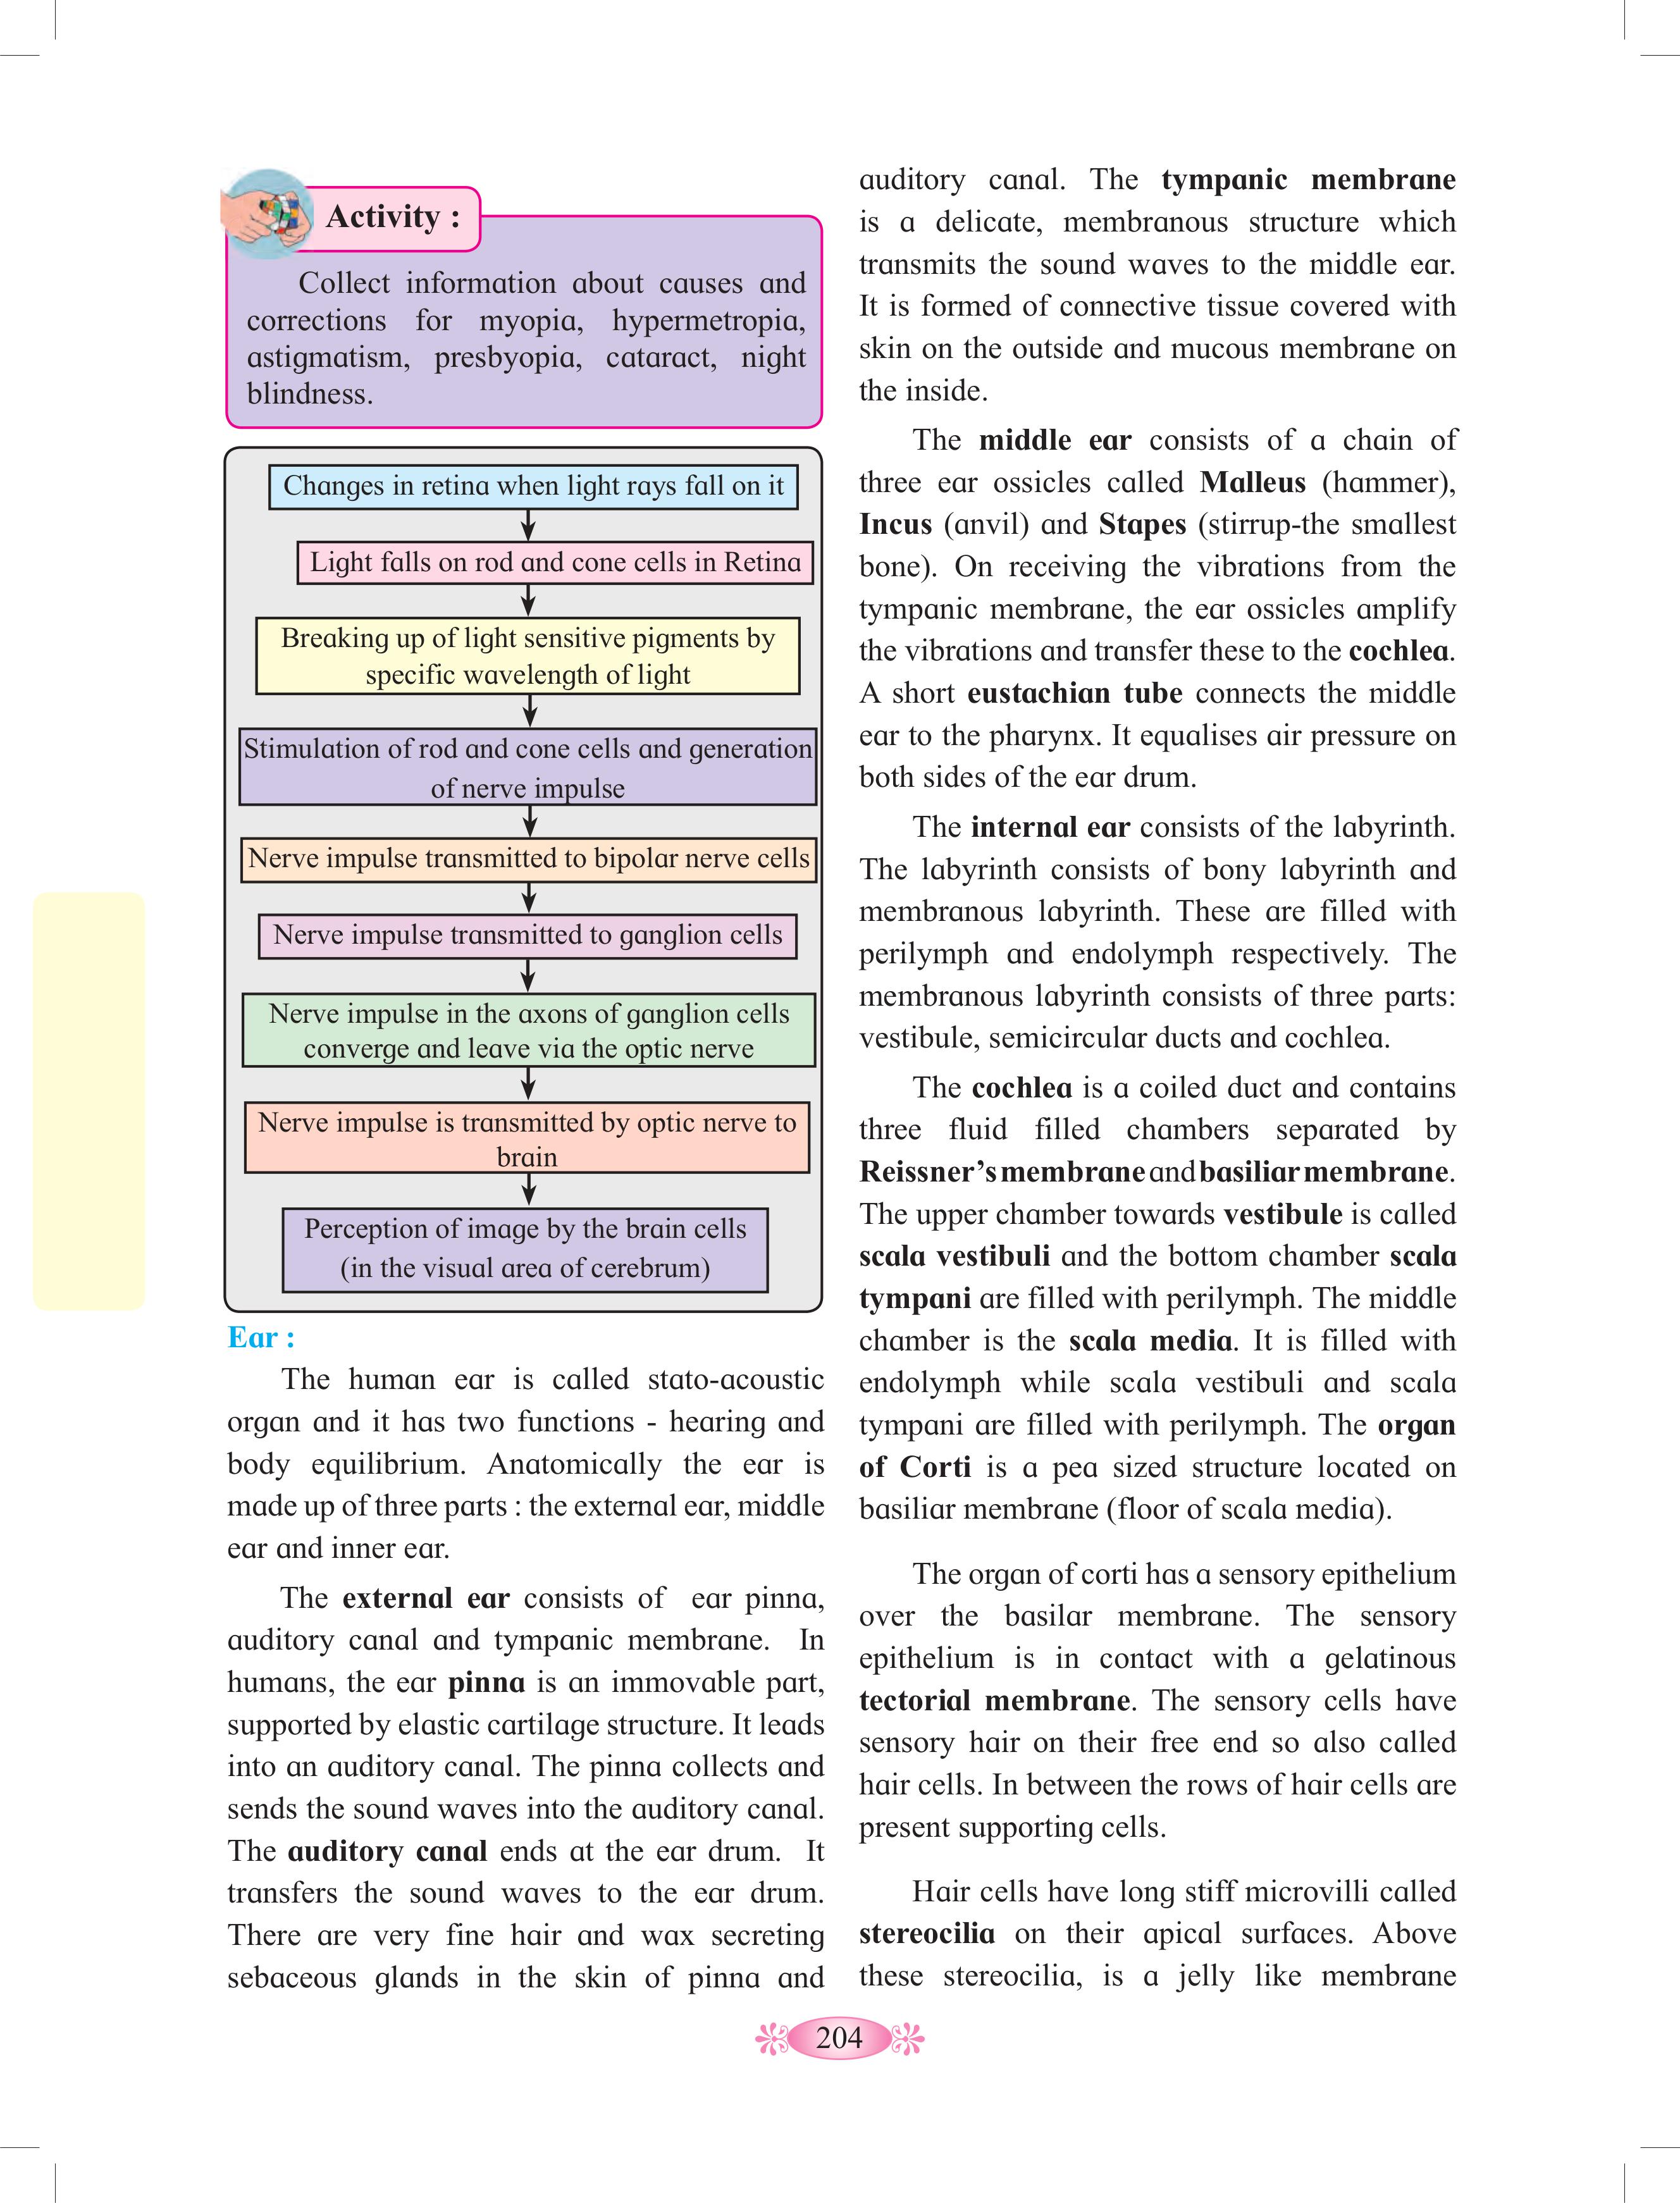 Activity :
Collect information about causes and
corrections for myopia, hypermetropia,
astigmatism, presbyopia, cataract, night
blindness.
Changes in retina when light rays fall on it
Light falls on rod and cone cells in Retina
Breaking up of light sensitive pigments by
specific wavelength of light
Stimulation of rod and cone cells and generation
of nerve impulse
Nerve impulse transmitted to bipolar nerve cells
Nerve impulse transmitted to ganglion cells
Nerve impulse in the axons of ganglion cells
converge and leave via the optic nerve
Nerve impulse is transmitted by optic nerve to
brain
Perception of image by the brain cells
(in the visual area of cerebrum)
Ear :
The human ear is called stato-acoustic
organ and it has two functions - hearing and
body equilibrium. Anatomically the ear is
made up of three parts : the external ear, middle
ear and inner ear.
The external ear consists of ear pinna,
auditory canal and tympanic membrane. In
humans, the ear pinna is an immovable part,
supported by elastic cartilage structure. It leads
into an auditory canal. The pinna collects and
sends the sound waves into the auditory canal.
The auditory canal ends at the ear drum. It
transfers the sound waves to the ear drum.
There are very fine hair and wax secreting
sebaceous glands in the skin of pinna and
auditory canal. The tympanic membrane
is a delicate, membranous structure which
transmits the sound waves to the middle ear.
It is formed of connective tissue covered with
skin on the outside and mucous membrane on
the inside.
The middle ear consists of a chain of
three ear ossicles called Malleus (hammer),
Incus (anvil) and Stapes (stirrup-the smallest
bone). On receiving the vibrations from the
tympanic membrane, the ear ossicles amplify
the vibrations and transfer these to the cochlea.
A short eustachian tube connects the middle
ear to the pharynx. It equalises air pressure on
both sides of the ear drum.
The internal ear consists of the labyrinth.
The labyrinth consists of bony labyrinth and
membranous labyrinth. These are filled with
perilymph and endolymph respectively. The
membranous labyrinth consists of three parts:
vestibule, semicircular ducts and cochlea.
The cochlea is a coiled duct and contains
three fluid filled chambers separated by
Reissner’s membrane and basiliar membrane.
The upper chamber towards vestibule is called
scala vestibuli and the bottom chamber scala
tympani are filled with perilymph. The middle
chamber is the scala media. It is filled with
endolymph while scala vestibuli and scala
tympani are filled with perilymph. The organ
of Corti is a pea sized structure located on
basiliar membrane (floor of scala media).
The organ of corti has a sensory epithelium
over the basilar membrane. The sensory
epithelium is in contact with a gelatinous
tectorial membrane. The sensory cells have
sensory hair on their free end so also called
hair cells. In between the rows of hair cells are
present supporting cells.
Hair cells have long stiff microvilli called
stereocilia on their apical surfaces. Above
these stereocilia, is a jelly like membrane
204